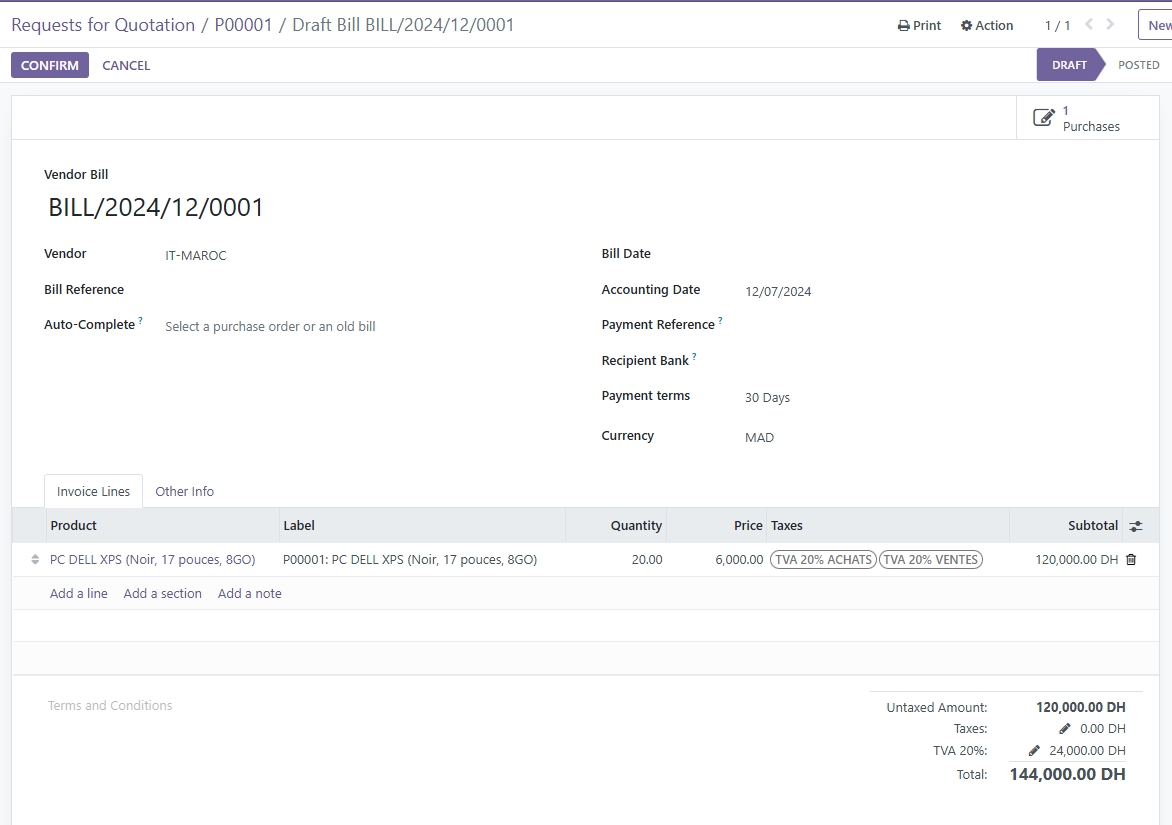 Requests for Quotation / P00001 / Draft Bill BILL/2024/12/0001
Print Action 1 / 1 New
CONFIRM CANCEL DRAFT POSTED
1
Purchases
Vendor Bill
BILL/2024/12/0001
Vendor IT-MAROC
Bill Date
Bill Reference
Accounting Date 12/07/2024
Auto-Complete ? Select a purchase order or an old bill
Payment Reference ?
Recipient Bank ?
Payment terms 30 Days
Currency MAD
Invoice Lines Other Info
Product Label Quantity Price Taxes Subtotal
PC DELL XPS (Noir, 17 pouces, 8GO) P00001: PC DELL XPS (Noir, 17 pouces, 8GO) 20.00 6,000.00 TVA 20% ACHATS TVA 20% VENTES 120,000.00 DH
Add a line Add a section Add a note
Terms and Conditions
Untaxed Amount: 120,000.00 DH
Taxes: 0.00 DH
TVA 20%: 24,000.00 DH
Total: 144,000.00 DH